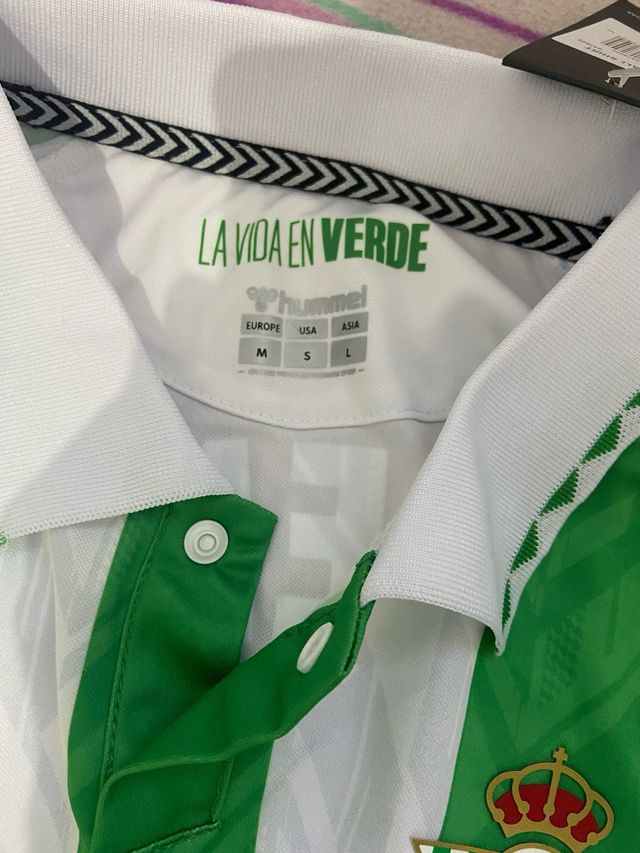 LA VIDA EN VERDE
hummel
EUROPE USA ASIA
M S L